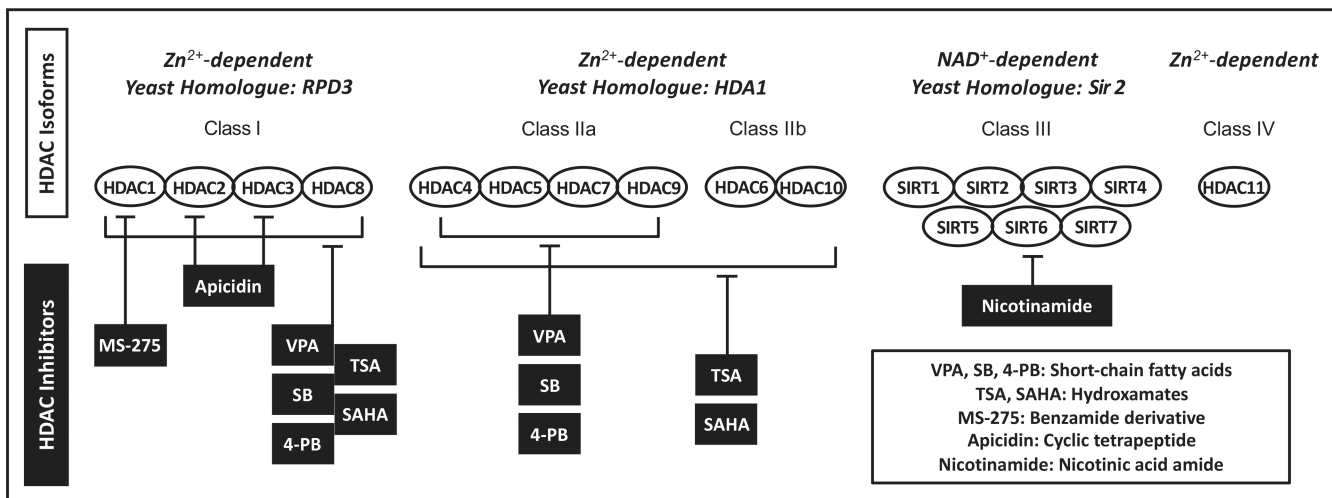 HDAC Isoforms
Zn2+-dependent
Yeast Homologue: RPD3
Class I
HDAC1 HDAC2 HDAC3 HDAC8
Zn2+-dependent
Yeast Homologue: HDA1
Class IIa Class IIb
HDAC4 HDAC5 HDAC7 HDAC9 HDAC6 HDAC10
NAD+-dependent
Yeast Homologue: Sir 2
Class III
SIRT1 SIRT2 SIRT3 SIRT4
SIRT5 SIRT6 SIRT7
Zn2+-dependent
Class IV
HDAC11
HDAC Inhibitors
MS-275
Apicidin
VPA
SB
4-PB
TSA
SAHA
VPA
SB
4-PB
TSA
SAHA
Nicotinamide
VPA, SB, 4-PB: Short-chain fatty acids
TSA, SAHA: Hydroxamates
MS-275: Benzamide derivative
Apicidin: Cyclic tetrapeptide
Nicotinamide: Nicotinic acid amide